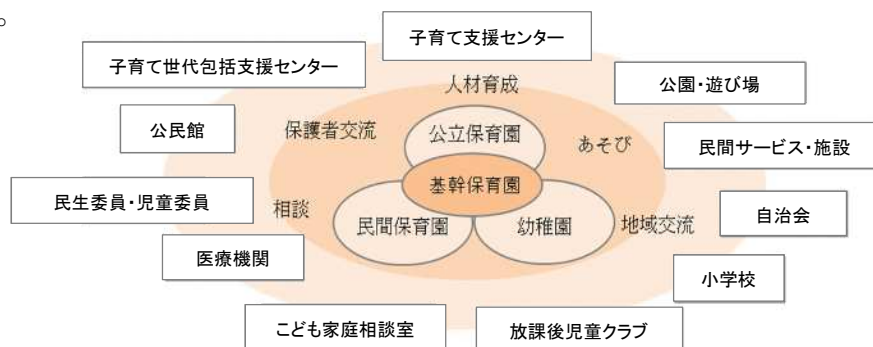 。
子育て支援センター
子育て世代包括支援センター
人材育成
公園・遊び場
公民館
保護者交流
公立保育園
あそび
民間サービス・施設
基幹保育園
民生委員・児童委員
相談
民間保育園
幼稚園
地域交流
自治会
医療機関
小学校
こども家庭相談室
放課後児童クラブ